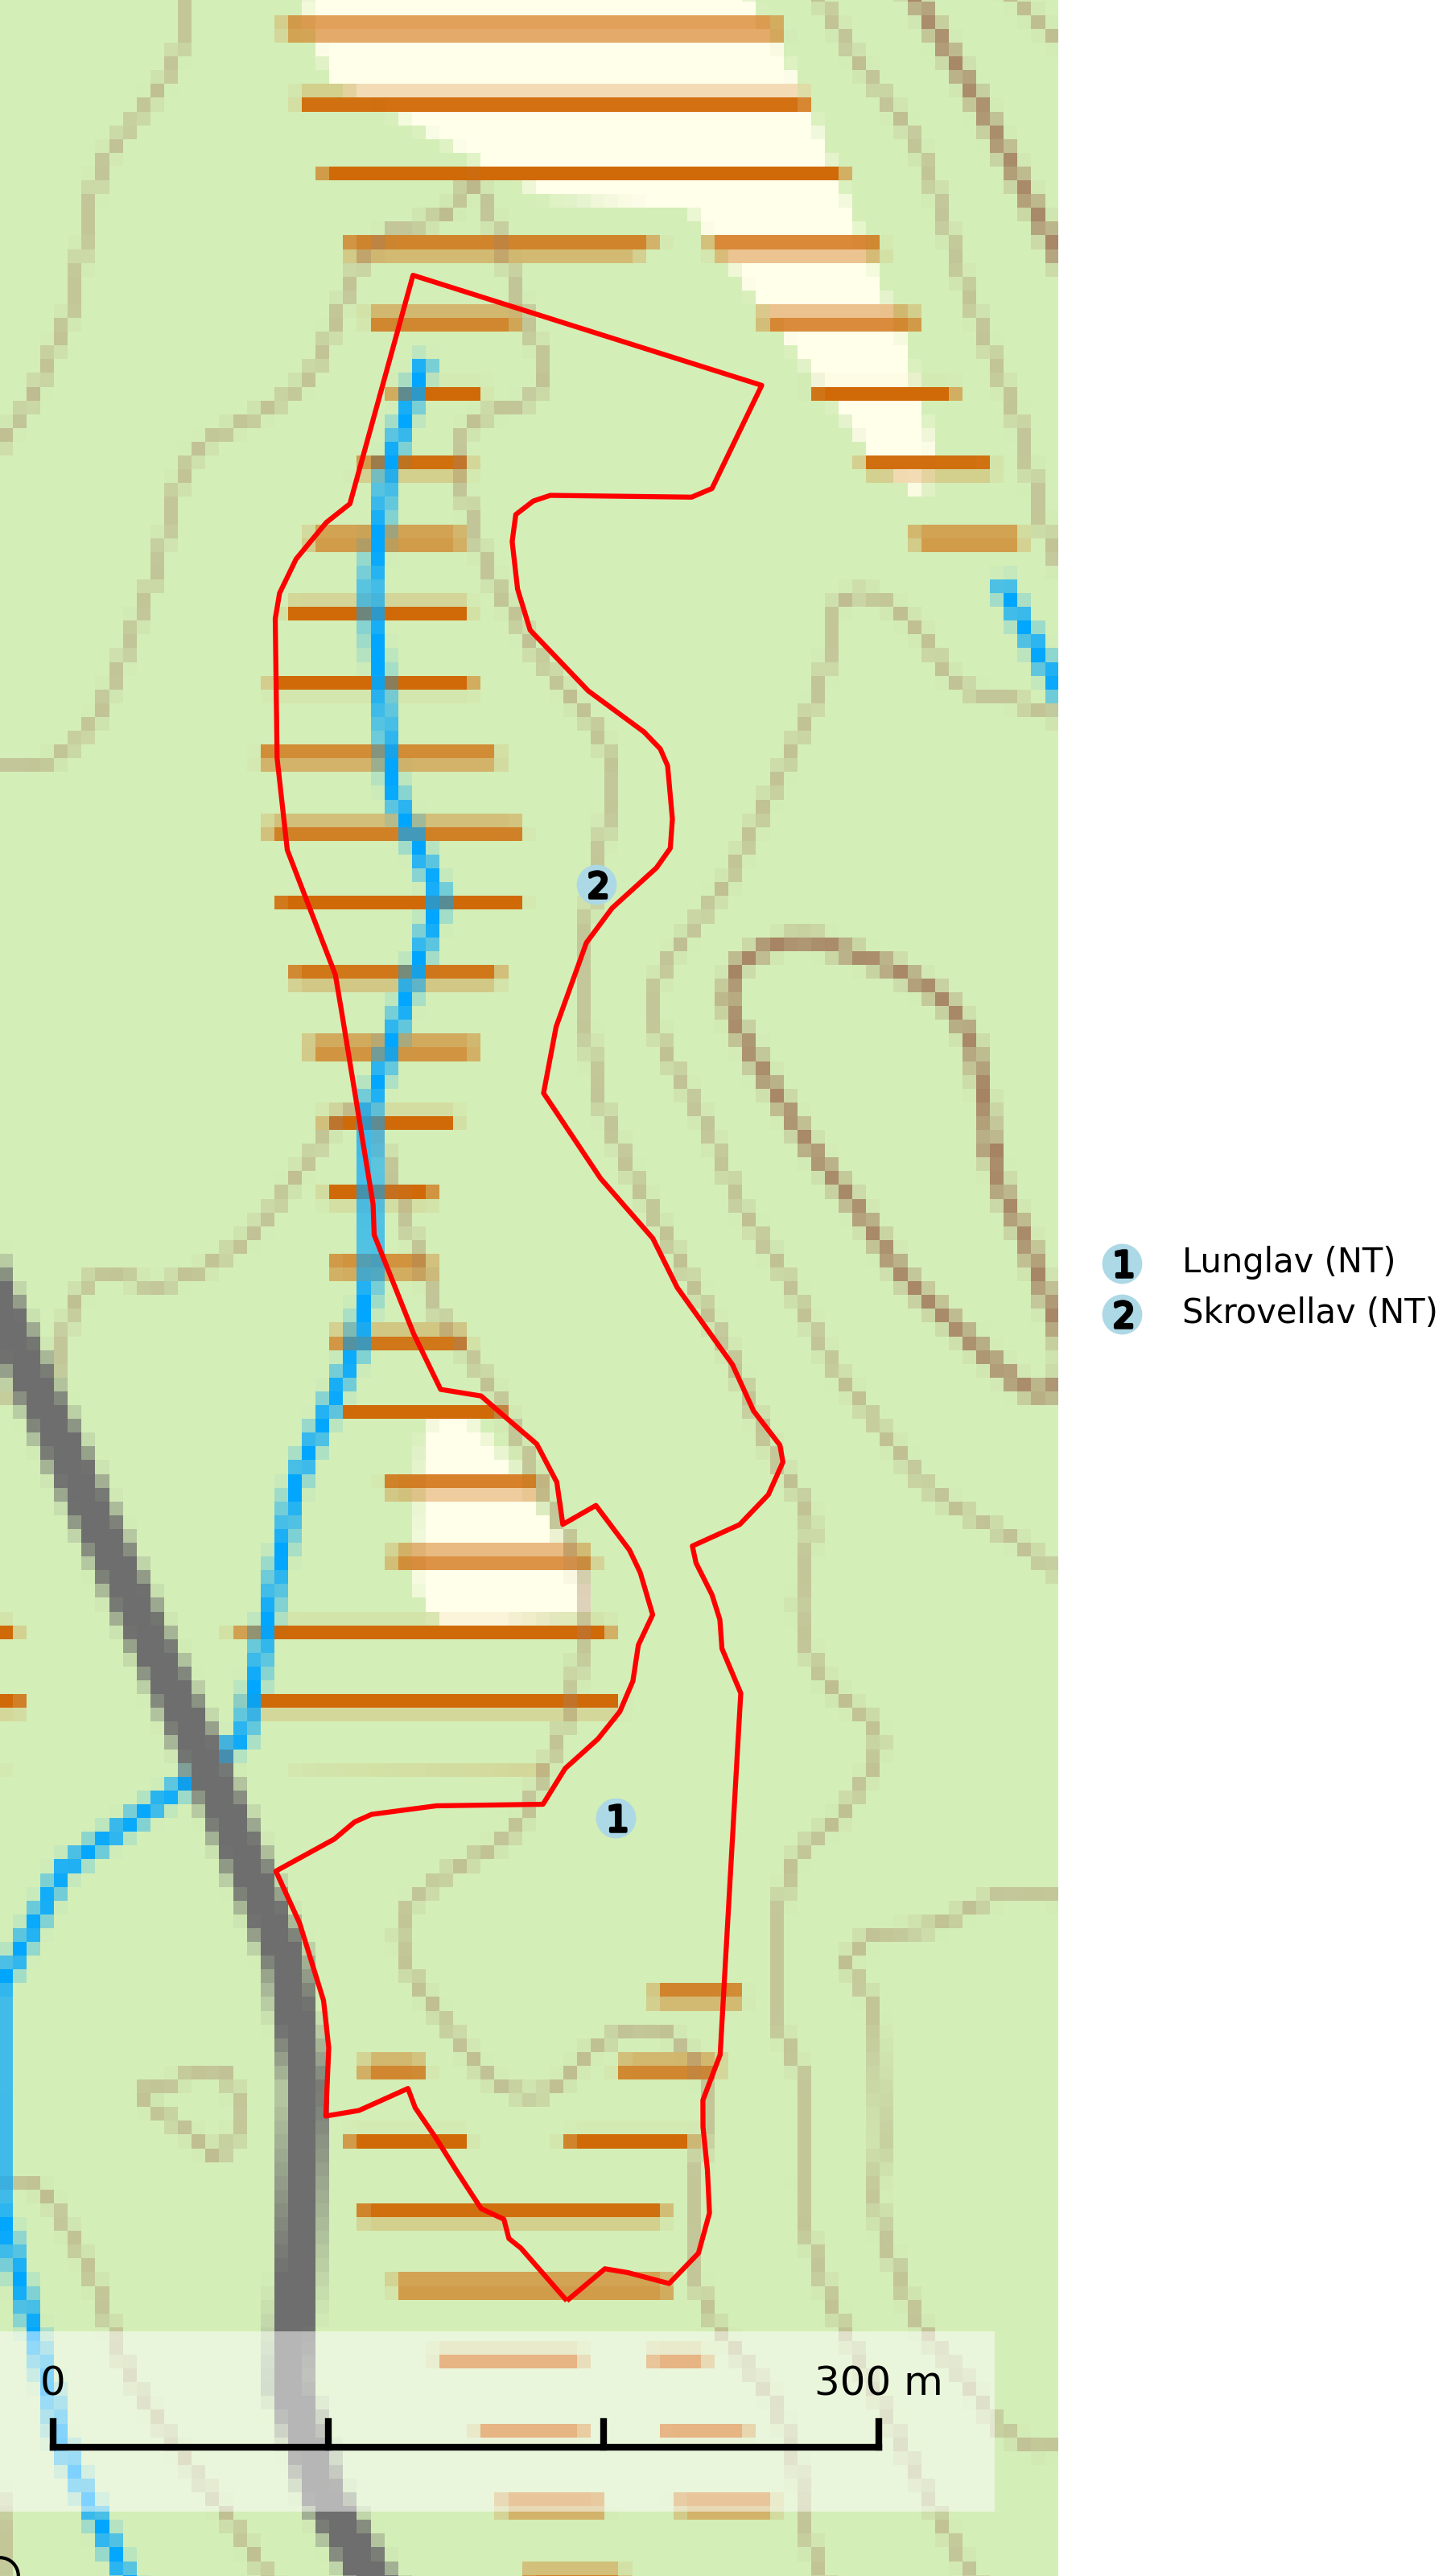 2
1 Lunglav (NT)
2 Skrovellav (NT)
1
0 300 m